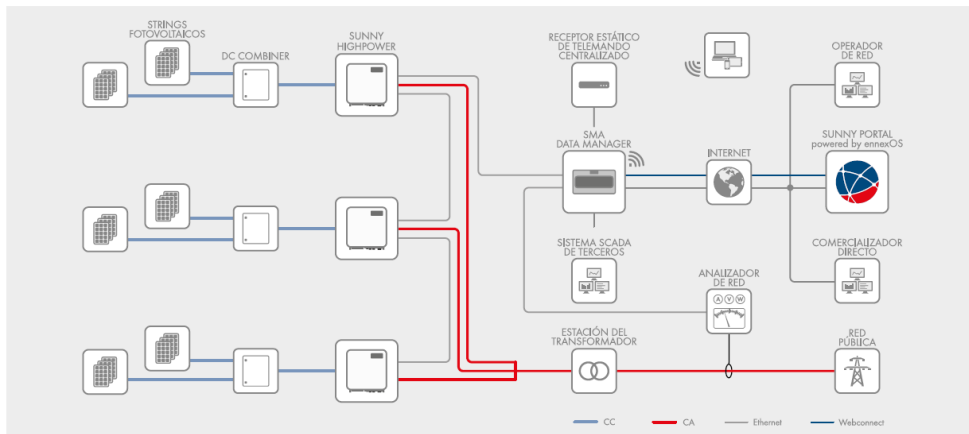 STRINGS
FOTOVOLTAICOS
DC COMBINER
SUNNY
HIGHPOWER
RECEPTOR ESTÁTICO
DE TELEMANDO
CENTRALIZADO
OPERADOR
DE RED
SMA
DATA MANAGER
INTERNET
SUNNY PORTAL
powered by ennexOS
SISTEMA SCADA
DE TERCEROS
COMERCIALIZADOR
DIRECTO
ANALIZADOR
DE RED
A V W
ESTACIÓN DEL
TRANSFORMADOR
RED
PÚBLICA
CC
CA
Ethernet
Webconnect